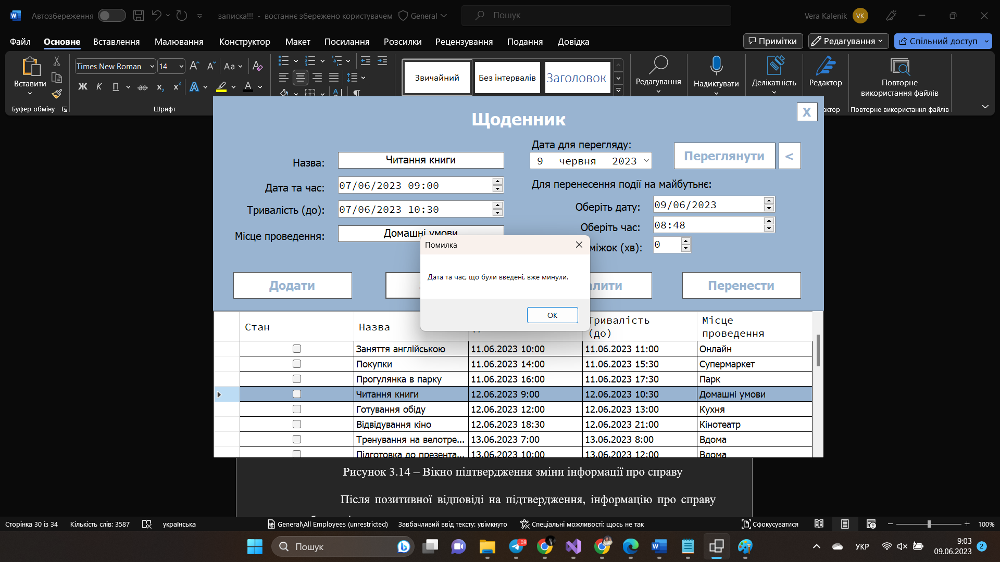 Автозбереження
записка!!! - востаннє збережено користувачем
General
Пошук
Vera Kalenik
VK
Файл Основне Вставлення Малювання Конструктор Макет Посилання Розсилки Рецензування Подання Довідка
Примітки
Редагування
Спільний доступ
Вставити
Times New Roman 14
Aa
Ж К П ab x₂ x² A A
Звичайний
Без інтервалів
Заголовок
Редагування
Надиктувати
Делікатність
Редактор
Повторне
використання файлів
Буфер обміну
Шрифт
актор
Повторне використання файлів
Щоденник
X
Назва:
Читання книги
Дата та час:
07/06/2023 09:00
Тривалість (до):
07/06/2023 10:30
Місце проведення:
Домашні умови
Дата для перегляду:
9 червня 2023
Переглянути
<
Для перенесення події на майбутнє:
Оберіть дату:
09/06/2023
Оберіть час:
08:48
міжок (хв):
0
Додати
алити
Перенести
Помилка
Дата та час, що були введені, вже минули.
OK
Стан Назва Тривалість (до) Місце проведення
Заняття англійською 11.06.2023 10:00 11.06.2023 11:00 Онлайн
Покупки 11.06.2023 14:00 11.06.2023 15:30 Супермаркет
Прогулянка в парку 11.06.2023 16:00 11.06.2023 17:30 Парк
Читання книги 12.06.2023 9:00 12.06.2023 10:30 Домашні умови
Готування обіду 12.06.2023 12:00 12.06.2023 13:00 Кухня
Відвідування кіно 12.06.2023 18:30 12.06.2023 21:00 Кінотеатр
Тренування на велотре... 13.06.2023 7:00 13.06.2023 8:00 Вдома
Підготовка до презента... 13.06.2023 10:00 13.06.2023 12:00 Вдома
Рисунок 3.14 – Вікно підтвердження зміни інформації про справу
Після позитивної відповіді на підтвердження, інформацію про справу
Сторінка 30 із 34
Кількість слів: 3587
українська
General\All Employees (unrestricted)
Завбачливий ввід тексту: увімкнуто
Спеціальні можливості: щось не так
Сфокусуватися
100%
Пошук
..08
УКР
9:03
09.06.2023
2